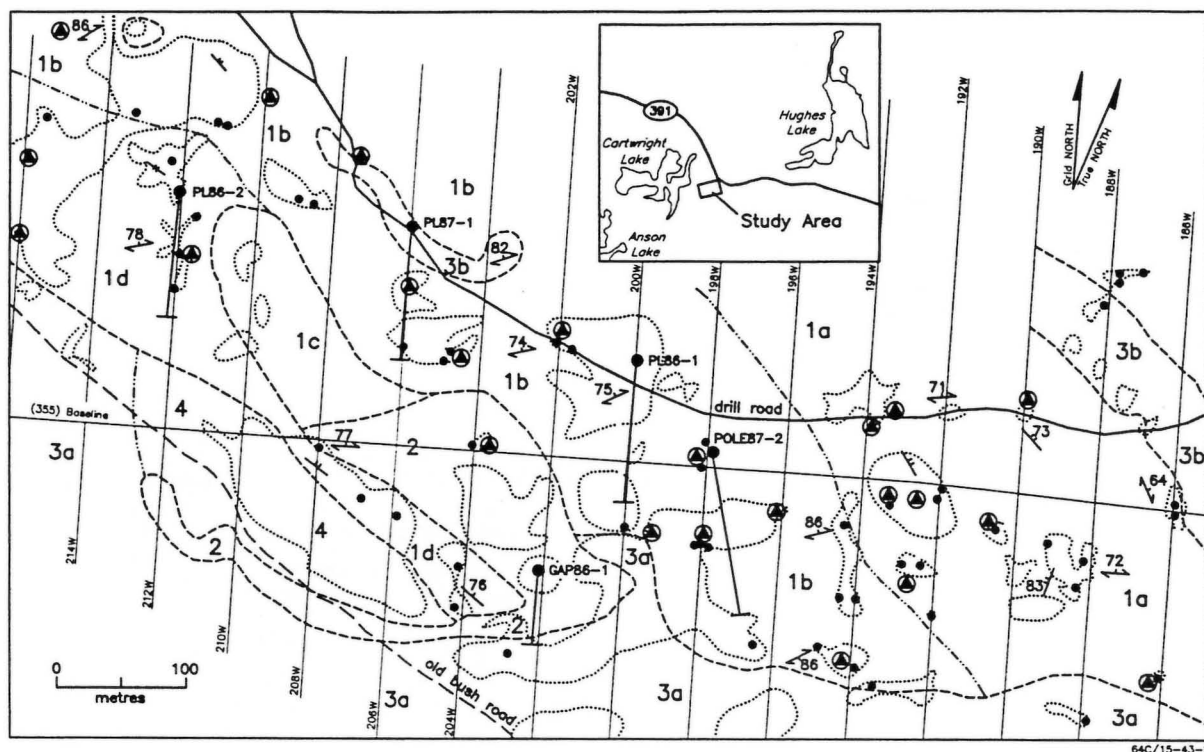 86
1b
1b
1b
PL86-2
PL87-1
78
1d
82
3b
1c
74
1b
PL86-1
75
391
Hughes
Lake
Cartwright
Lake
Study Area
Anson
Lake
202W
200W
198W
196W
194W
192W
190W
188W
186W
Grid NORTH
True NORTH
1a
3b
71
drill road
73
3b
64
(355) Baseline
4
3a
77
2
POLE87-2
4
2
1d
3a
86
1b
72
83
1a
GAP86-1
76
2
214W
212W
210W
208W
206W
204W
0 100
metres
old bush road
3a
3a
86
3a